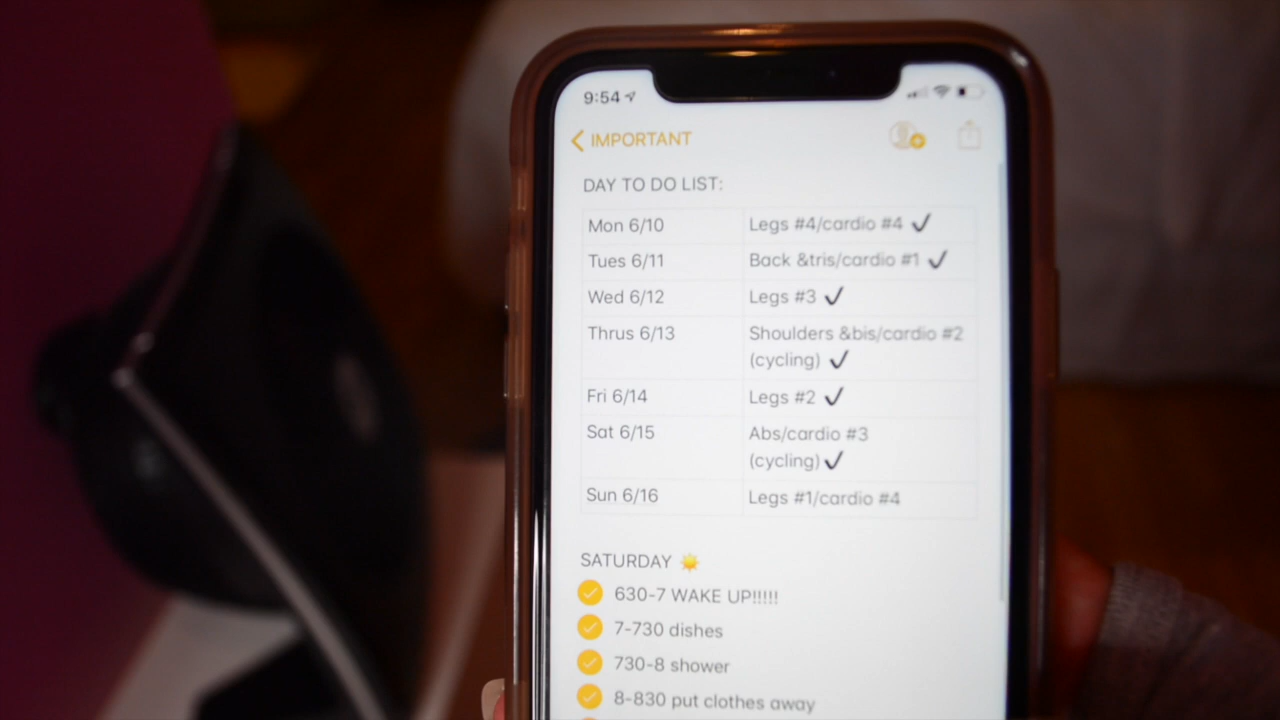 9:54
IMPORTANT
DAY TO DO LIST:
Mon 6/10 Legs #4/cardio #4 ✔
Tues 6/11 Back &tris/cardio #1 ✔
Wed 6/12 Legs #3 ✔
Thrus 6/13 Shoulders &bis/cardio #2
(cycling) ✔
Fri 6/14 Legs #2 ✔
Sat 6/15 Abs/cardio #3
(cycling) ✔
Sun 6/16 Legs #1/cardio #4
SATURDAY ☀️
630-7 WAKE UP!!!!!
7-730 dishes
730-8 shower
8-830 put clothes away